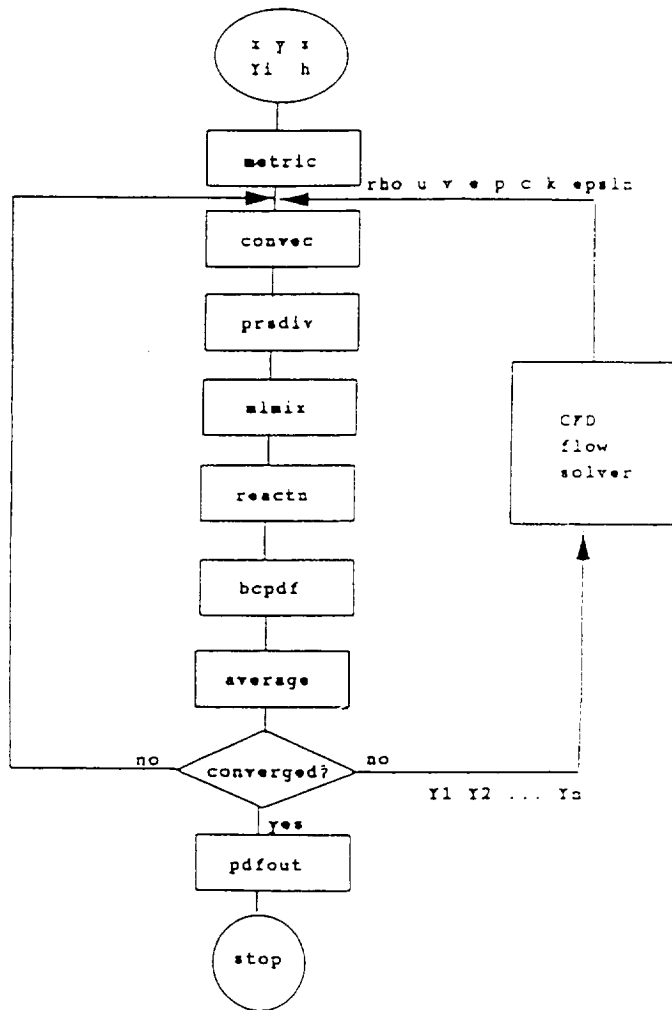 x y z
Yi h
metric
rho u v e p c k epsln
convec
prsdiv
mlmix
CFD
flow
solver
reactn
bcpdf
average
no
converged?
no
Y1 Y2 ... Yn
yes
pdfout
stop